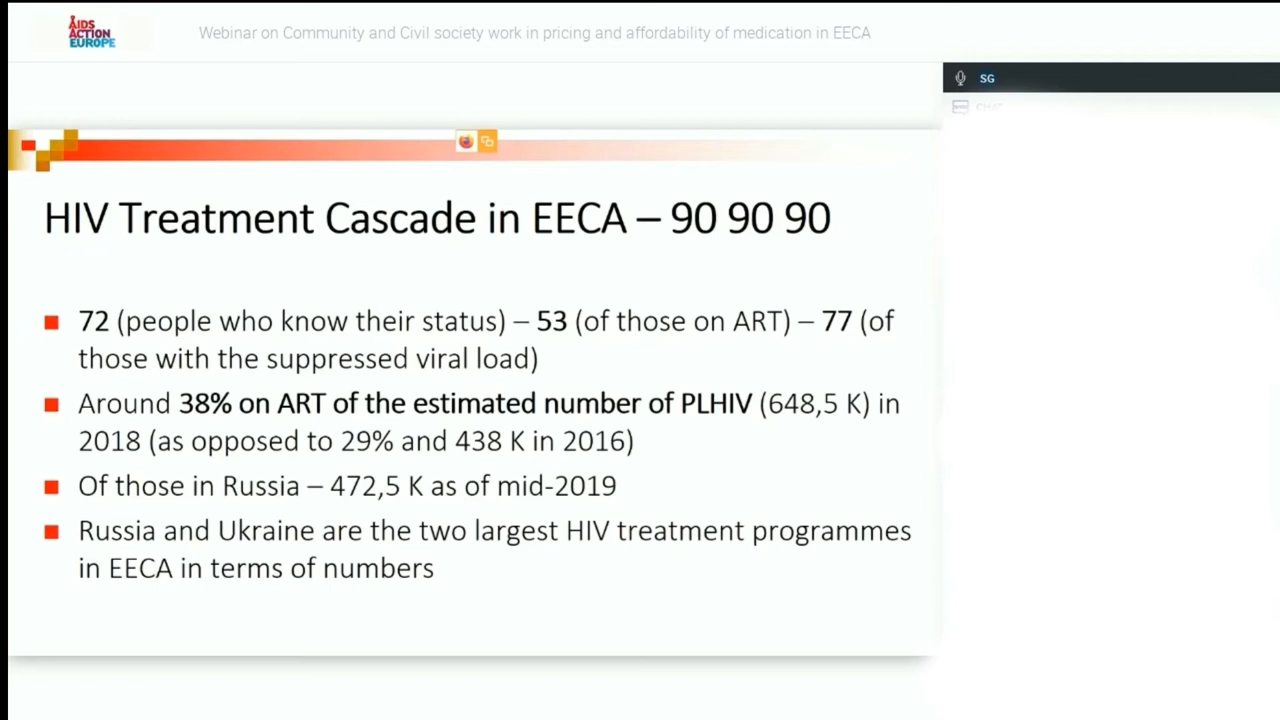 AIDS
ACTION
EUROPE
Webinar on Community and Civil society work in pricing and affordability of medication in EECA
SG
CHAT
HIV Treatment Cascade in EECA – 90 90 90
72 (people who know their status) – 53 (of those on ART) – 77 (of
those with the suppressed viral load)
Around 38% on ART of the estimated number of PLHIV (648,5 K) in
2018 (as opposed to 29% and 438 K in 2016)
Of those in Russia – 472,5 K as of mid-2019
Russia and Ukraine are the two largest HIV treatment programmes
in EECA in terms of numbers